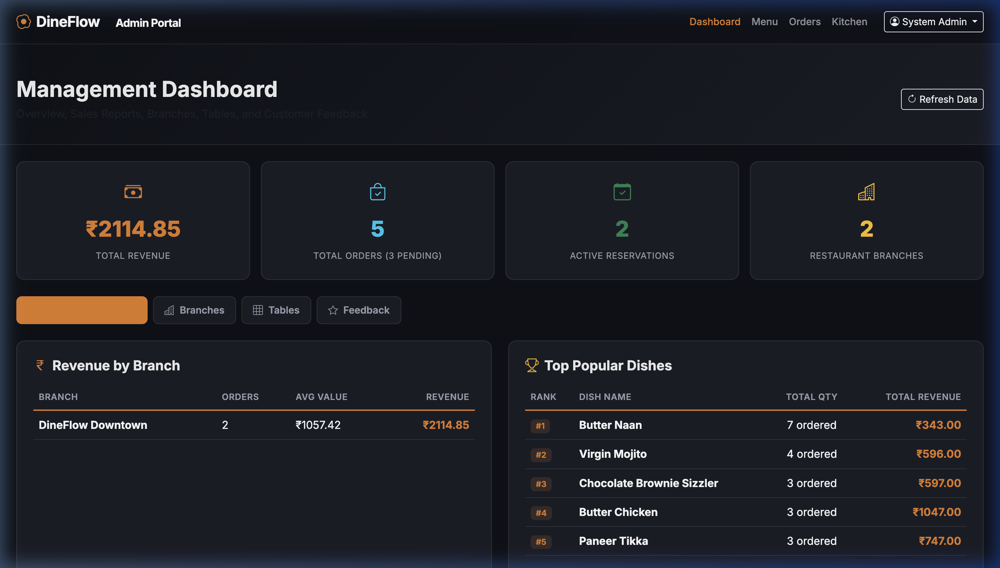 DineFlow Admin Portal
Dashboard Menu Orders Kitchen System Admin
Management Dashboard
Overview, Sales Reports, Branches, Tables, and Customer Feedback
Refresh Data
₹2114.85
TOTAL REVENUE
5
TOTAL ORDERS (3 PENDING)
2
ACTIVE RESERVATIONS
2
RESTAURANT BRANCHES
Branches Tables Feedback
₹ Revenue by Branch
BRANCH ORDERS AVG VALUE REVENUE
DineFlow Downtown 2 ₹1057.42 ₹2114.85
Top Popular Dishes
RANK DISH NAME TOTAL QTY TOTAL REVENUE
#1 Butter Naan 7 ordered ₹343.00
#2 Virgin Mojito 4 ordered ₹596.00
#3 Chocolate Brownie Sizzler 3 ordered ₹597.00
#4 Butter Chicken 3 ordered ₹1047.00
#5 Paneer Tikka 3 ordered ₹747.00